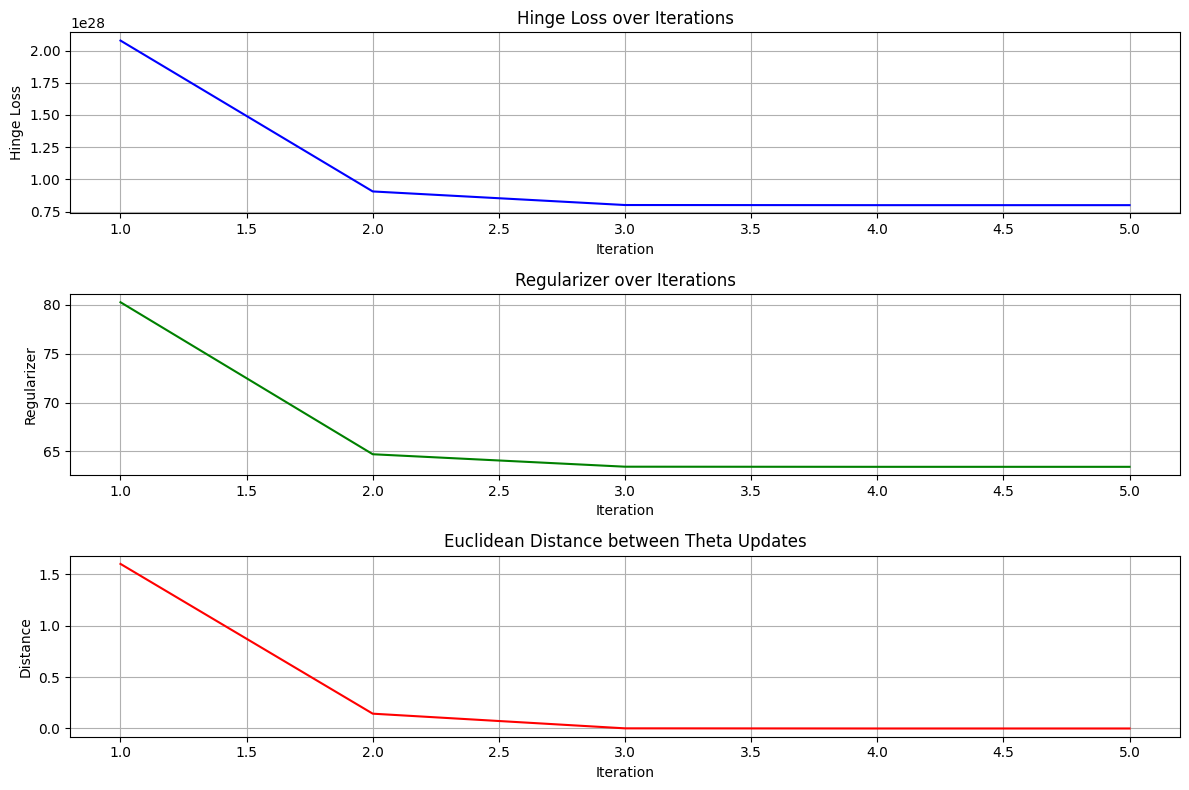 Hinge Loss over Iterations
1e28
2.00
1.75
1.50
1.25
1.00
0.75
Hinge Loss
1.0 1.5 2.0 2.5 3.0 3.5 4.0 4.5 5.0
Iteration
Regularizer over Iterations
80
75
70
65
Regularizer
1.0 1.5 2.0 2.5 3.0 3.5 4.0 4.5 5.0
Iteration
Euclidean Distance between Theta Updates
1.5
1.0
0.5
0.0
Distance
1.0 1.5 2.0 2.5 3.0 3.5 4.0 4.5 5.0
Iteration